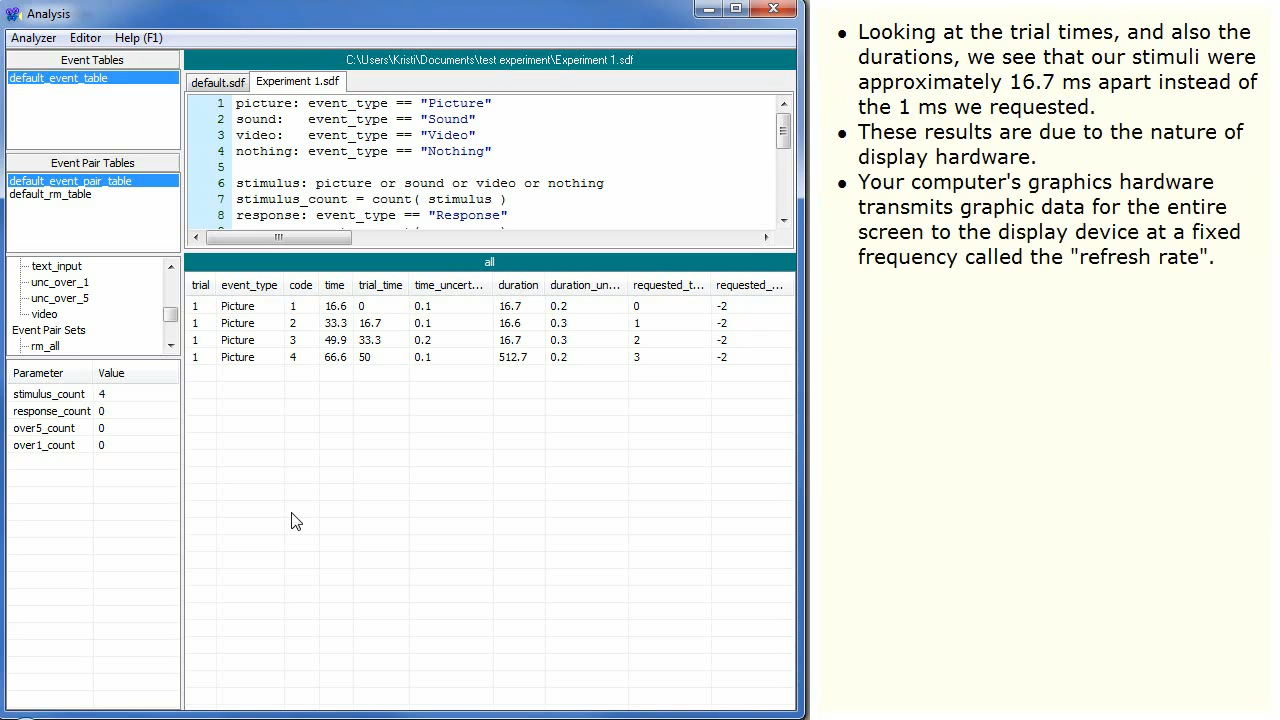 Analysis
Analyzer Editor Help (F1)
Event Tables
default_event_table
Event Pair Tables
default_event_pair_table
default_rm_table
text_input
unc_over_1
unc_over_5
video
Event Pair Sets
rm_all
Parameter Value
stimulus_count 4
response_count 0
over5_count 0
over1_count 0
C:\Users\Kristi\Documents\test experiment\Experiment 1.sdf
default.sdf Experiment 1.sdf
1 picture: event_type == "Picture"
2 sound: event_type == "Sound"
3 video: event_type == "Video"
4 nothing: event_type == "Nothing"
5
6 stimulus: picture or sound or video or nothing
7 stimulus_count = count( stimulus )
8 response: event_type == "Response"
all
trial event_type code time trial_time time_uncert... duration duration_un... requested_t... requested_...
1 Picture 1 16.6 0 0.1 16.7 0.2 0 -2
1 Picture 2 33.3 16.7 0.1 16.6 0.3 1 -2
1 Picture 3 49.9 33.3 0.2 16.7 0.3 2 -2
1 Picture 4 66.6 50 0.1 512.7 0.2 3 -2
• Looking at the trial times, and also the
durations, we see that our stimuli were
approximately 16.7 ms apart instead of
the 1 ms we requested.
• These results are due to the nature of
display hardware.
• Your computer's graphics hardware
transmits graphic data for the entire
screen to the display device at a fixed
frequency called the "refresh rate".